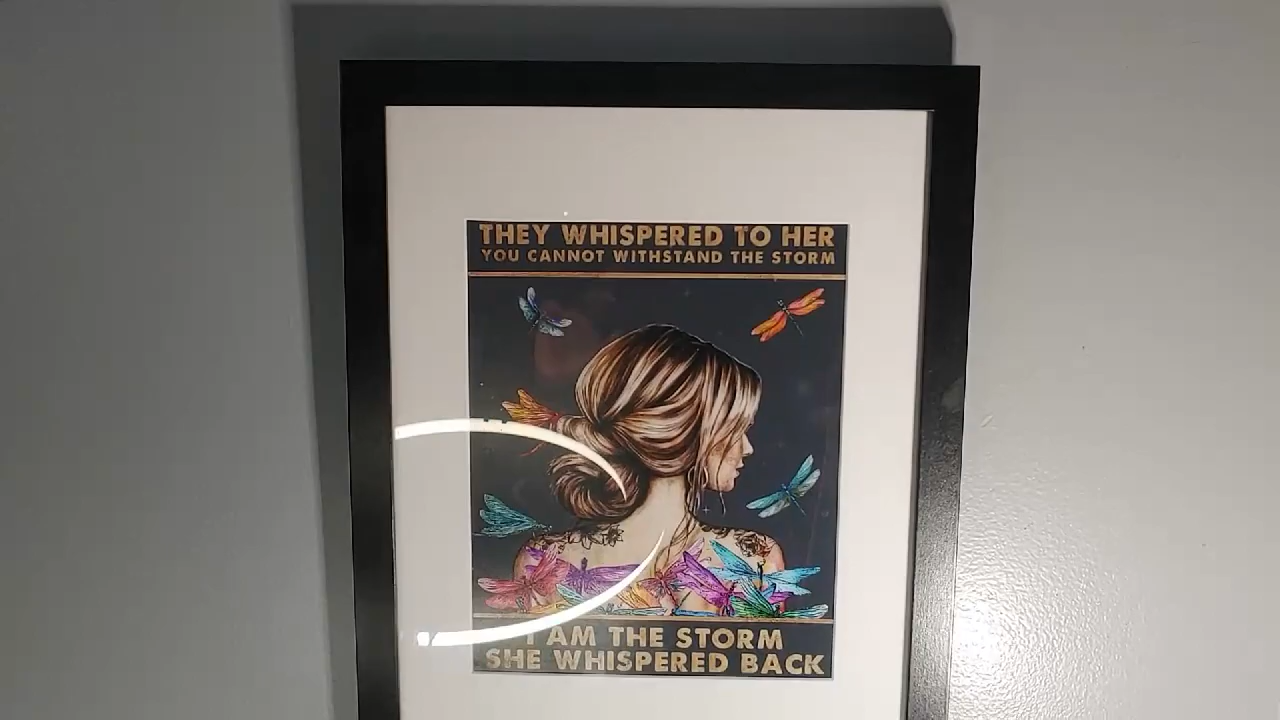 THEY WHISPERED TO HER
YOU CANNOT WITHSTAND THE STORM
I AM THE STORM
SHE WHISPERED BACK